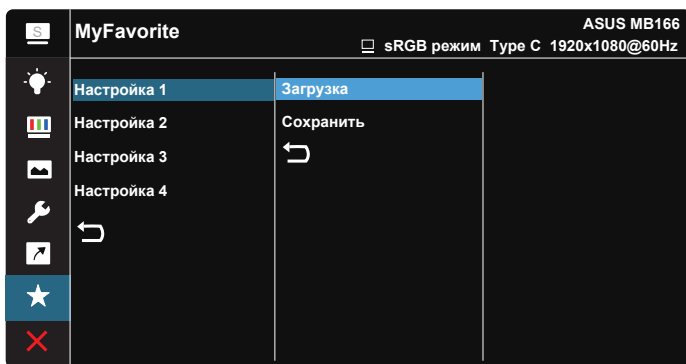 S
MyFavorite
ASUS MB166
sRGB режим Type C 1920x1080@60Hz
Настройка 1
Загрузка
Настройка 2
Сохранить
Настройка 3
Настройка 4